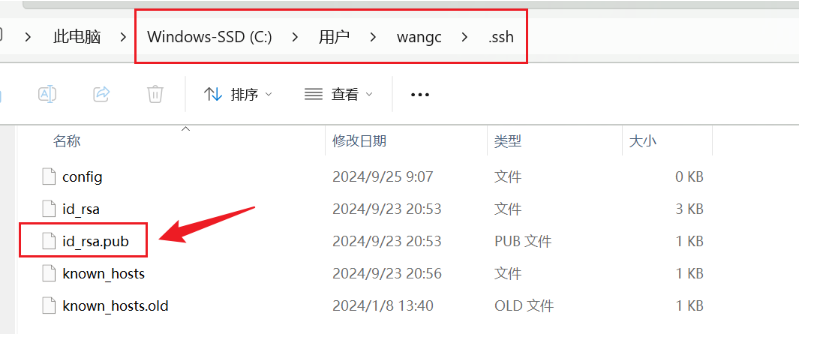 此电脑 > Windows-SSD (C:) > 用户 > wangc > .ssh
排序 查看 •••
名称 修改日期 类型 大小
config 2024/9/25 9:07 文件 0 KB
id_rsa 2024/9/23 20:53 文件 3 KB
id_rsa.pub 2024/9/23 20:53 PUB 文件 1 KB
known_hosts 2024/9/23 20:56 文件 1 KB
known_hosts.old 2024/1/8 13:40 OLD 文件 1 KB